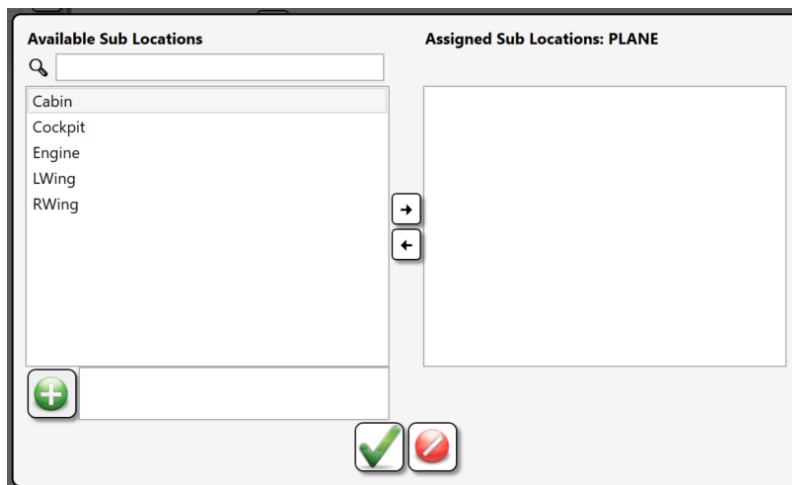 Available Sub Locations
Assigned Sub Locations: PLANE
Cabin
Cockpit
Engine
LWing
RWing